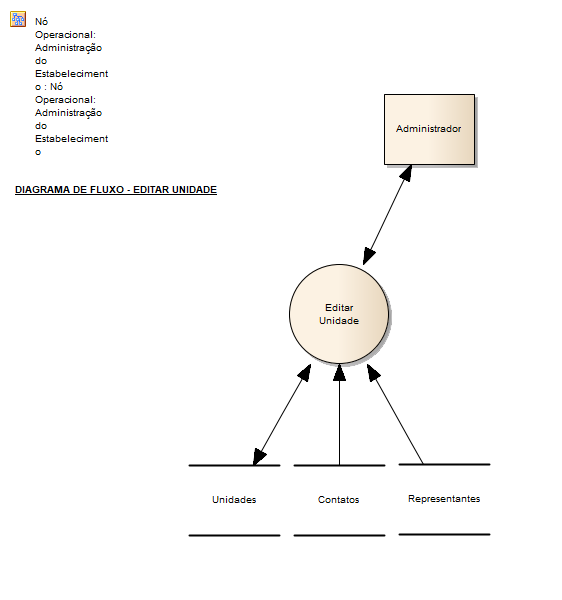 Nó
Operacional:
Administração
do
Estabeleciment
o : Nó
Operacional:
Administração
do
Estabeleciment
o
Administrador
DIAGRAMA DE FLUXO - EDITAR UNIDADE
Editar
Unidade
Unidades
Contatos
Representantes